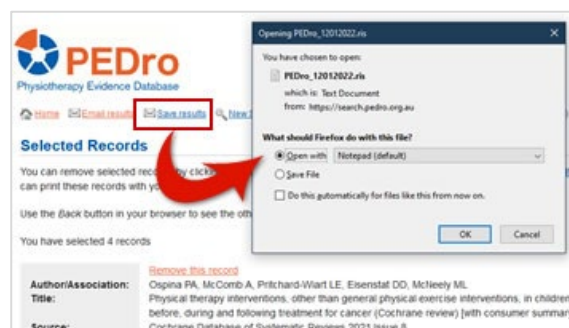 PEDro
Physiotherapy Evidence Database
Home Email results Save results New
Selected Records
You can remove selected records by clicking
can print these records with
Use the Back button in your browser to see the oth
You have selected 4 records
Remove this record
Author/Association: Ospina PA, McComb A, Pritchard-Wiart LE, Eisenstat DD, McNeely ML
Title: Physical therapy interventions, other than general physical exercise interventions, in children
before, during and following treatment for cancer (Cochrane review) [with consumer summary
Source: Cochrane Database of Systematic Reviews 2021 Issue 8
Opening PEDro_12012022.ris
You have chosen to open:
PEDro_12012022.ris
which is: Text Document
from: https://search.pedro.org.au
What should Firefox do with this file?
Open with Notepad (default)
Save File
Do this automatically for files like this from now on.
OK Cancel